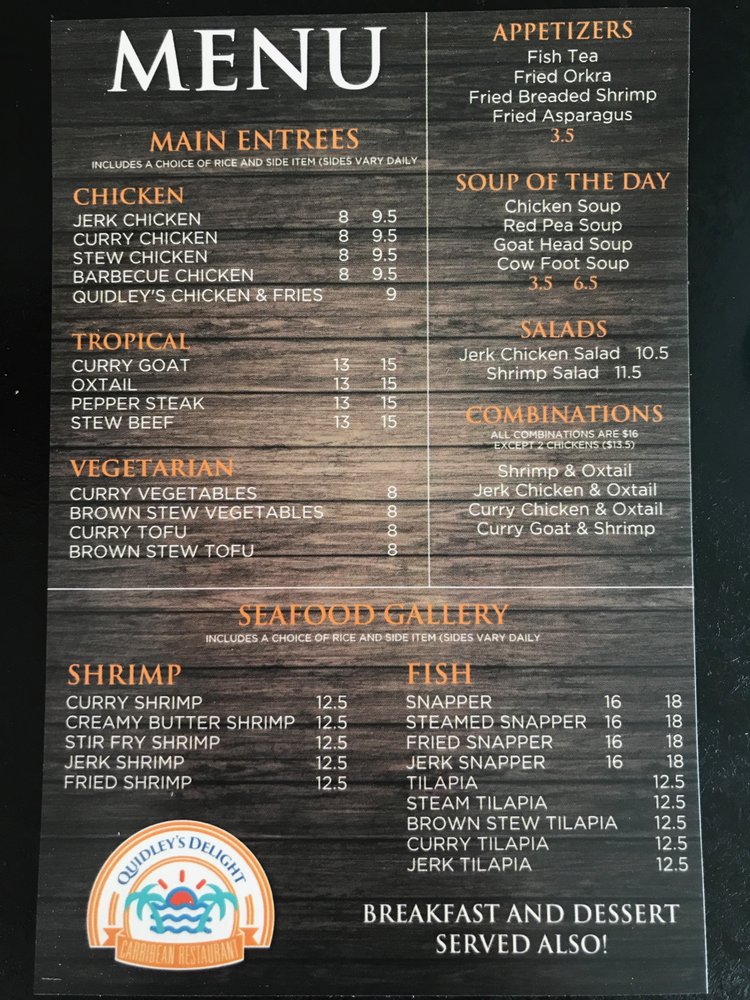 MENU
MAIN ENTREES
INCLUDES A CHOICE OF RICE AND SIDE ITEM (SIDES VARY DAILY
CHICKEN
JERK CHICKEN 8 9.5
CURRY CHICKEN 8 9.5
STEW CHICKEN 8 9.5
BARBECUE CHICKEN 8 9.5
QUIDLEY'S CHICKEN & FRIES 9
TROPICAL
CURRY GOAT 13 15
OXTAIL 13 15
PEPPER STEAK 13 15
STEW BEEF 13 15
VEGETARIAN
CURRY VEGETABLES 8
BROWN STEW VEGETABLES 8
CURRY TOFU 8
BROWN STEW TOFU 8
APPETIZERS
Fish Tea
Fried Orkra
Fried Breaded Shrimp
Fried Asparagus
3.5
SOUP OF THE DAY
Chicken Soup
Red Pea Soup
Goat Head Soup
Cow Foot Soup
3.5 6.5
SALADS
Jerk Chicken Salad 10.5
Shrimp Salad 11.5
COMBINATIONS
ALL COMBINATIONS ARE $16
EXCEPT 2 CHICKENS ($13.5)
Shrimp & Oxtail
Jerk Chicken & Oxtail
Curry Chicken & Oxtail
Curry Goat & Shrimp
SEAFOOD GALLERY
INCLUDES A CHOICE OF RICE AND SIDE ITEM (SIDES VARY DAILY
SHRIMP
CURRY SHRIMP 12.5
CREAMY BUTTER SHRIMP 12.5
STIR FRY SHRIMP 12.5
JERK SHRIMP 12.5
FRIED SHRIMP 12.5
FISH
SNAPPER 16 18
STEAMED SNAPPER 16 18
FRIED SNAPPER 16 18
JERK SNAPPER 16 18
TILAPIA 12.5
STEAM TILAPIA 12.5
BROWN STEW TILAPIA 12.5
CURRY TILAPIA 12.5
JERK TILAPIA 12.5
QUIDLEY'S DELIGHT
CARRIBEAN RESTAURANT
BREAKFAST AND DESSERT
SERVED ALSO!